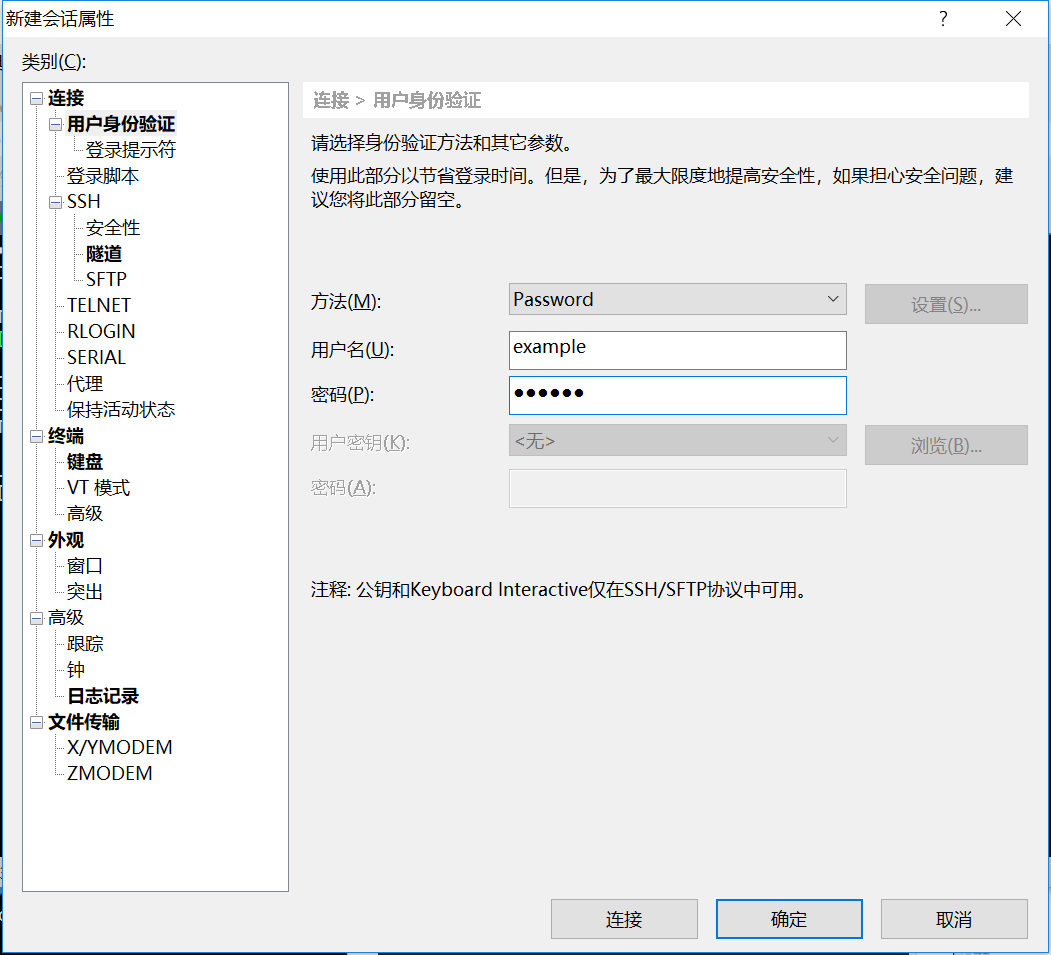 新建会话属性
?
类别(C):
连接
用户身份验证
登录提示符
登录脚本
SSH
安全性
隧道
SFTP
TELNET
RLOGIN
SERIAL
代理
保持活动状态
终端
键盘
VT 模式
高级
外观
窗口
突出
高级
跟踪
钟
日志记录
文件传输
X/YMODEM
ZMODEM
连接 > 用户身份验证
请选择身份验证方法和其它参数。
使用此部分以节省登录时间。但是，为了最大限度地提高安全性，如果担心安全问题，建
议您将此部分留空。
方法(M): Password 设置(S)...
用户名(U): example
密码(P): ●●●●●●
用户密钥(K): <无> 浏览(B)...
密码(A):
注释: 公钥和Keyboard Interactive仅在SSH/SFTP协议中可用。
连接 确定 取消